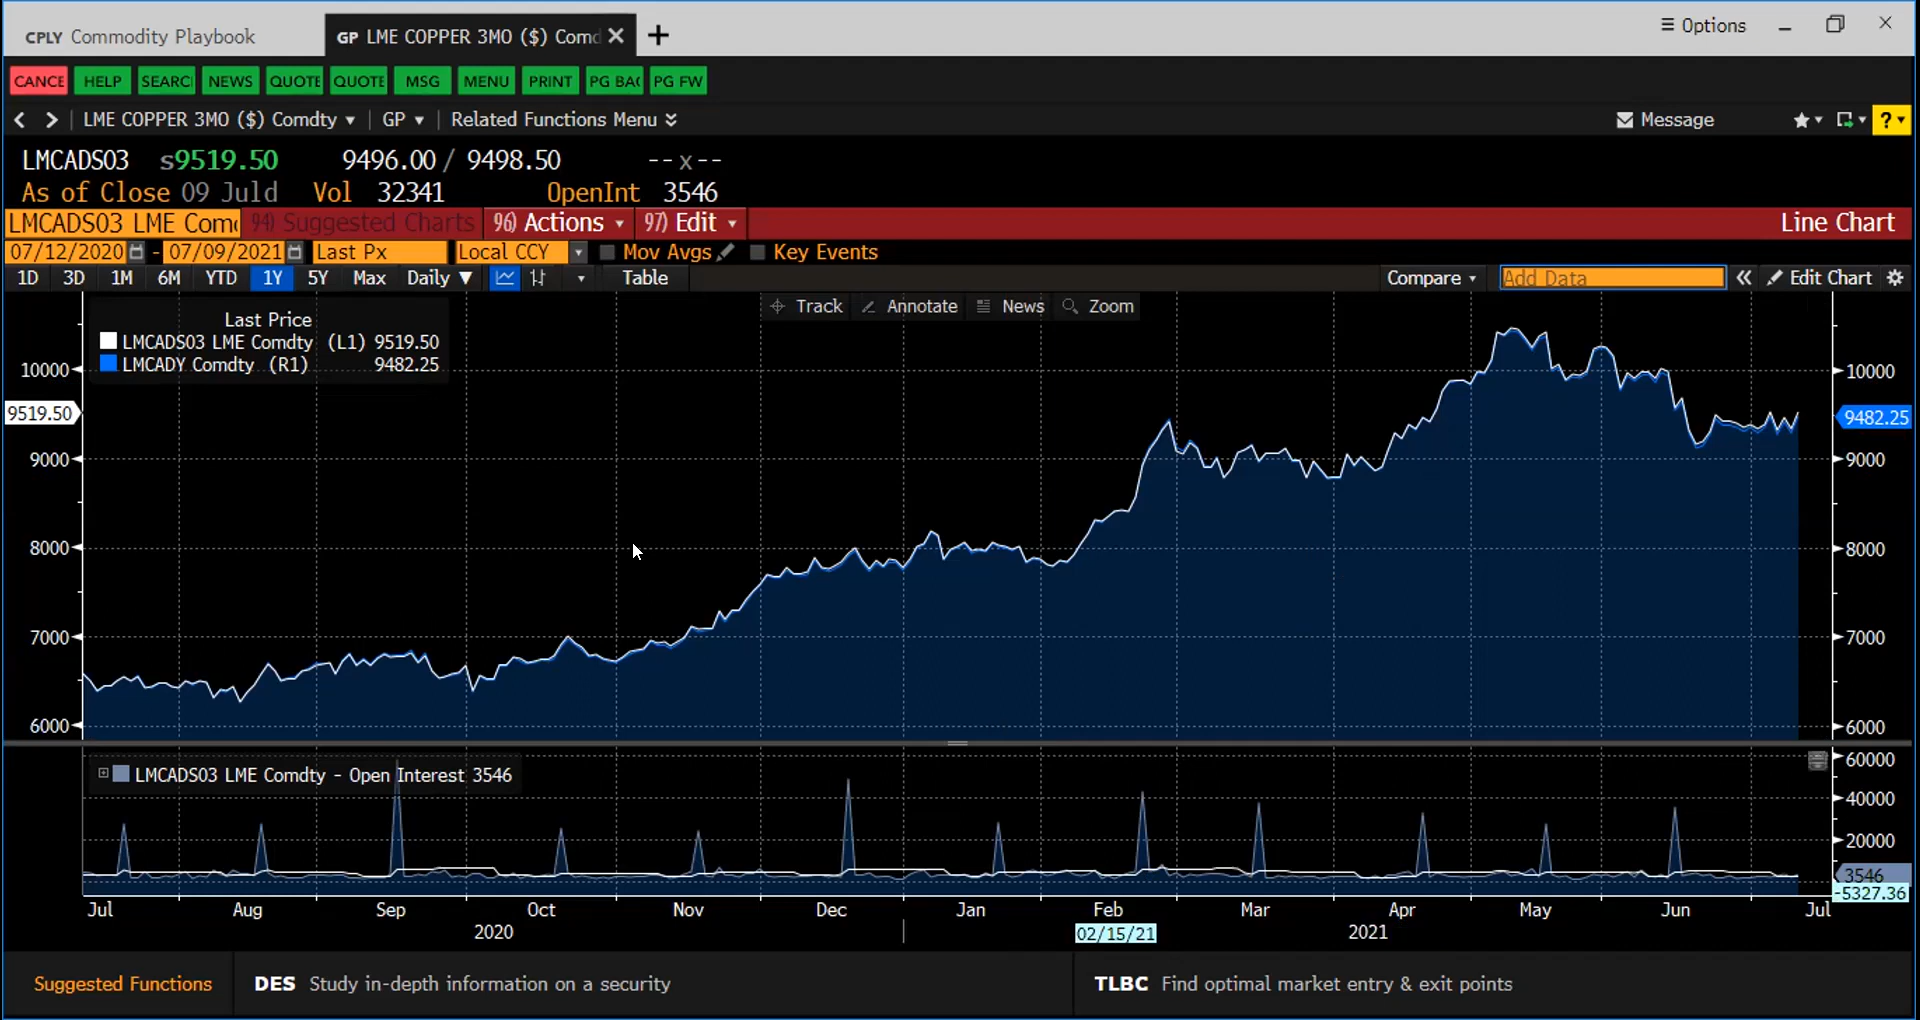 CPLY Commodity Playbook GP LME COPPER 3MO ($) Comd
Options
CANCE HELP SEARC NEWS QUOTE QUOTE MSG MENU PRINT PG BA PG FW
LME COPPER 3MO ($) Comdty GP Related Functions Menu Message ?
LMCADS03 s9519.50 9496.00 / 9498.50 --x--
As of Close 09 Juld Vol 32341 OpenInt 3546
LMCADS03 LME Com 94) Suggested Charts 96) Actions 97) Edit Line Chart
07/12/2020 - 07/09/2021 Last Px Local CCY Mov Avgs Key Events
1D 3D 1M 6M YTD 1Y 5Y Max Daily Table Compare Add Data Edit Chart
Track Annotate News Zoom
Last Price
LMCADS03 LME Comdty (L1) 9519.50
LMCADY Comdty (R1) 9482.25
10000 10000
9519.50 9482.25
9000 9000
8000 8000
7000 7000
6000 6000
LMCADS03 LME Comdty - Open Interest 3546
60000
40000
20000
3546
-5327.36
Jul Aug Sep Oct Nov Dec Jan Feb Mar Apr May Jun Jul
2020 02/15/21 2021
Suggested Functions DES Study in-depth information on a security TLBC Find optimal market entry & exit points